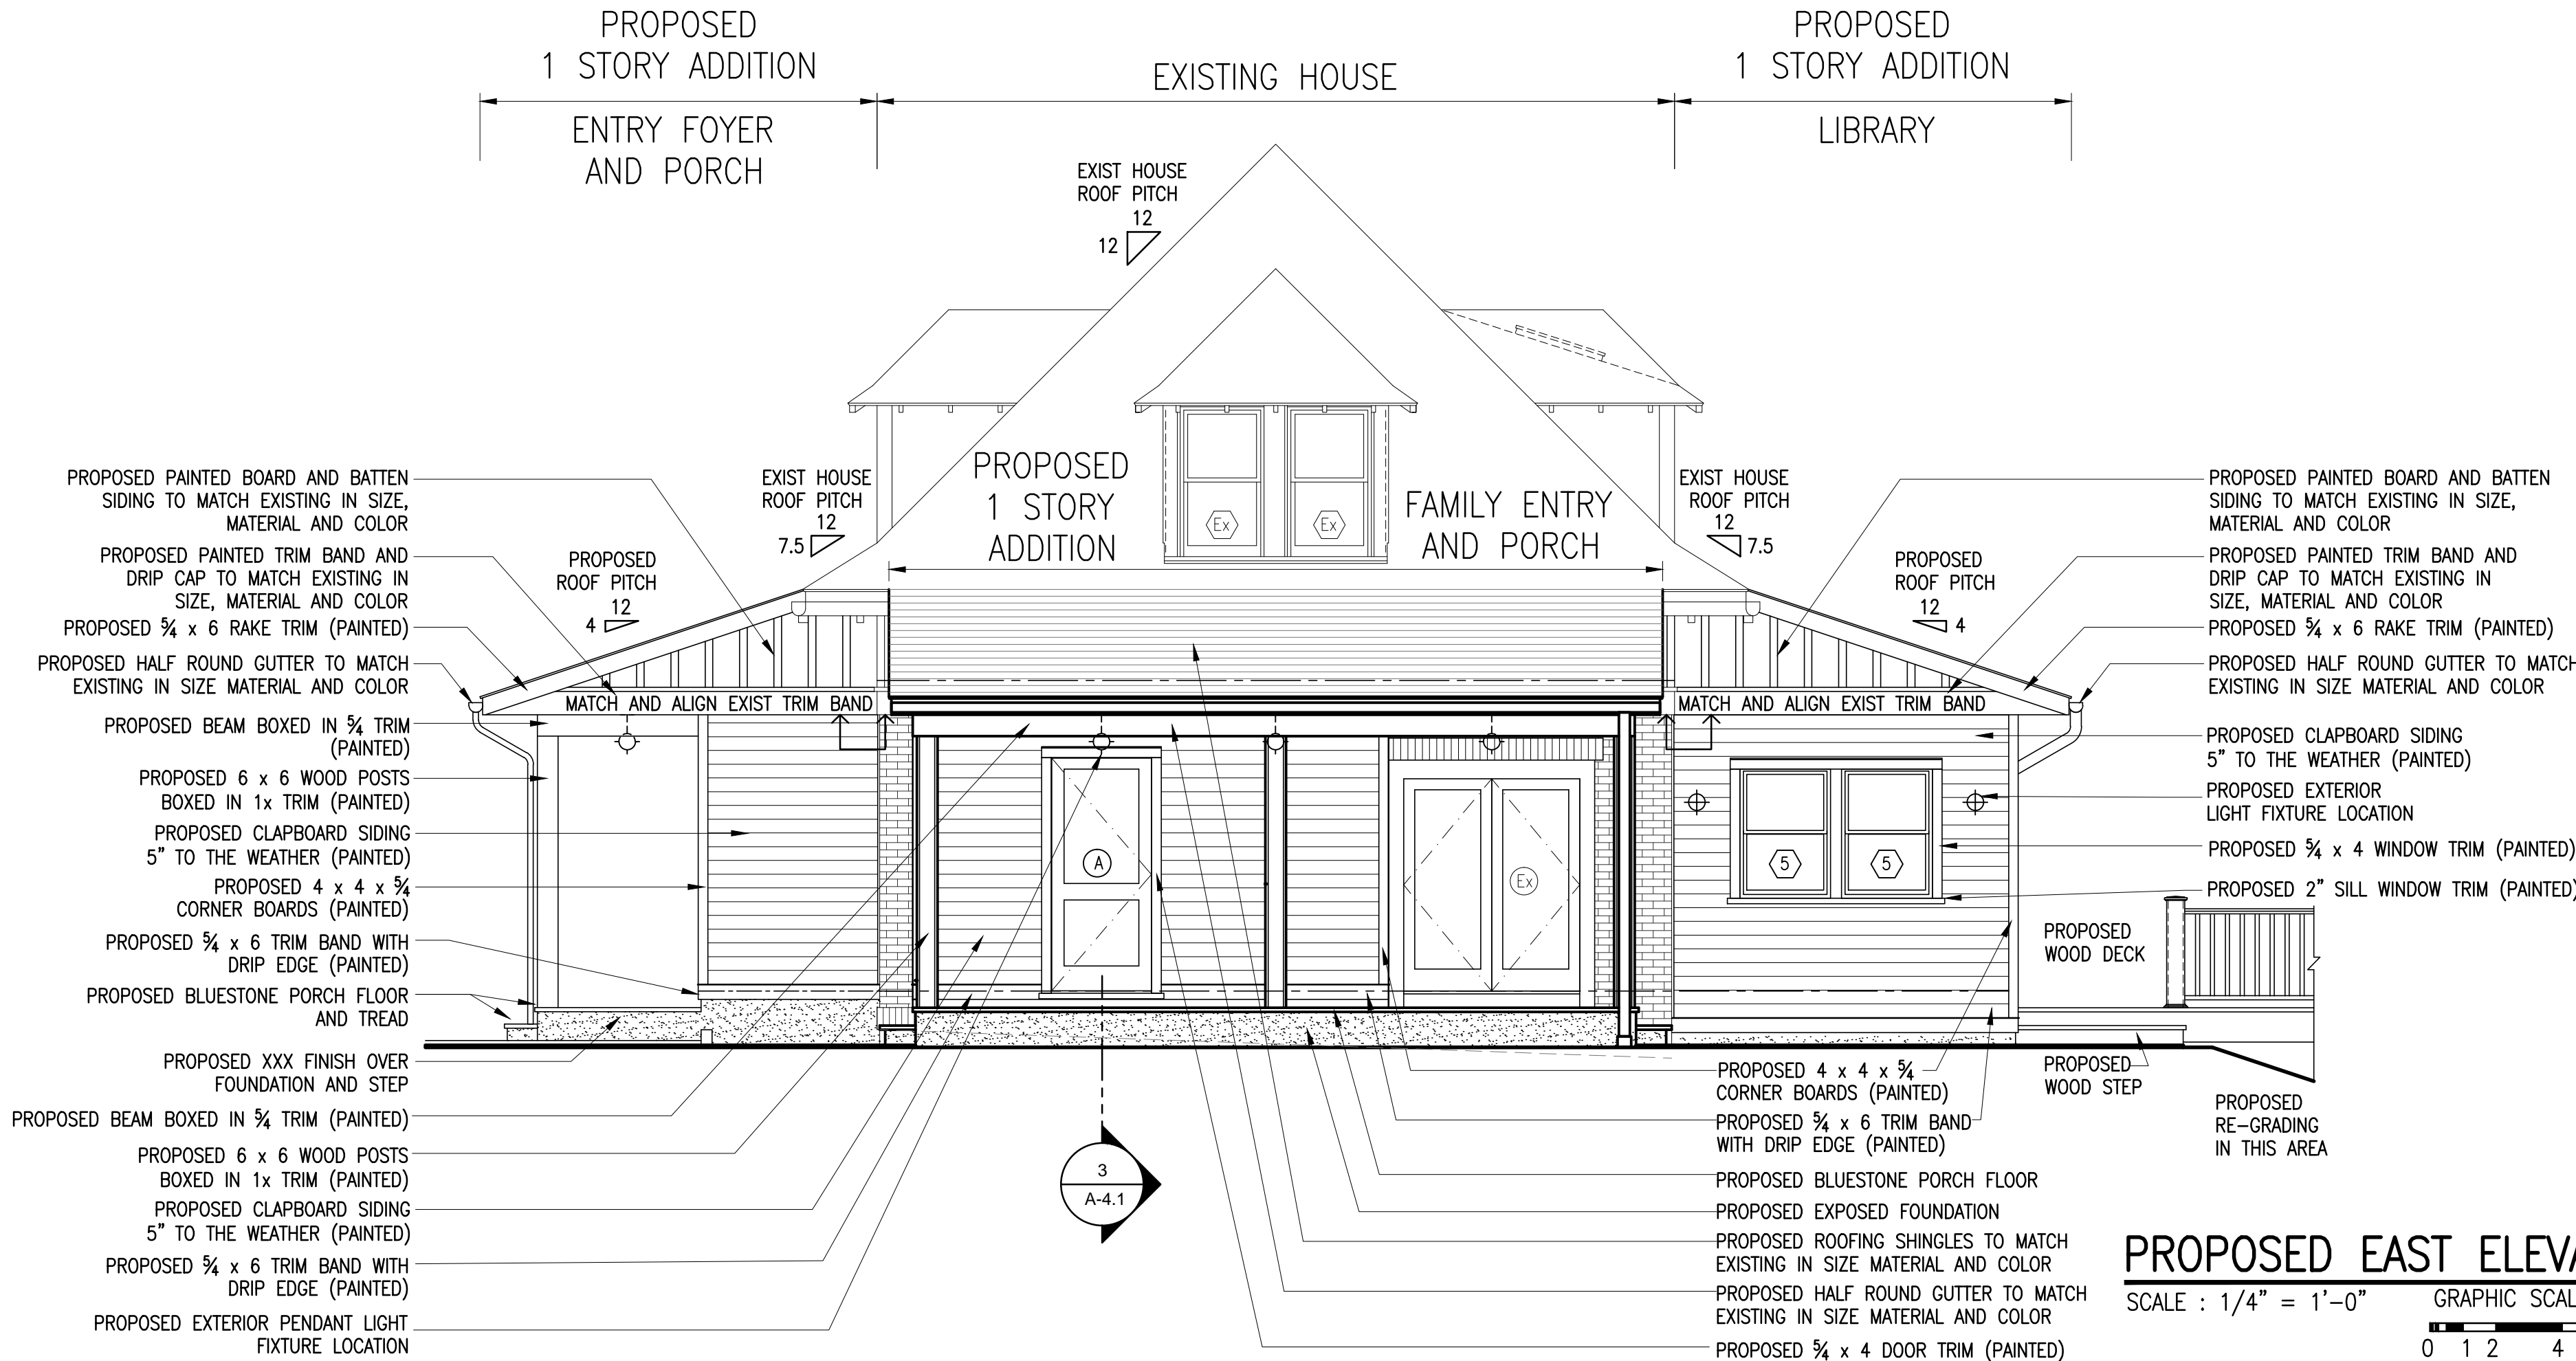 PROPOSED
1 STORY ADDITION
ENTRY FOYER
AND PORCH
EXISTING HOUSE
PROPOSED
1 STORY ADDITION
LIBRARY
EXIST HOUSE
ROOF PITCH
12
12
PROPOSED
1 STORY
ADDITION
FAMILY ENTRY
AND PORCH
Ex
Ex
EXIST HOUSE
ROOF PITCH
12
7.5
EXIST HOUSE
ROOF PITCH
12
7.5
PROPOSED
ROOF PITCH
12
4
PROPOSED
ROOF PITCH
12
4
MATCH AND ALIGN EXIST TRIM BAND
MATCH AND ALIGN EXIST TRIM BAND
A
Ex
5
5
PROPOSED PAINTED BOARD AND BATTEN
SIDING TO MATCH EXISTING IN SIZE,
MATERIAL AND COLOR
PROPOSED PAINTED TRIM BAND AND
DRIP CAP TO MATCH EXISTING IN
SIZE, MATERIAL AND COLOR
PROPOSED 5/4 x 6 RAKE TRIM (PAINTED)
PROPOSED HALF ROUND GUTTER TO MATCH
EXISTING IN SIZE MATERIAL AND COLOR
PROPOSED BEAM BOXED IN 5/4 TRIM
(PAINTED)
PROPOSED 6 x 6 WOOD POSTS
BOXED IN 1x TRIM (PAINTED)
PROPOSED CLAPBOARD SIDING
5" TO THE WEATHER (PAINTED)
PROPOSED 4 x 4 x 5/4
CORNER BOARDS (PAINTED)
PROPOSED 5/4 x 6 TRIM BAND WITH
DRIP EDGE (PAINTED)
PROPOSED BLUESTONE PORCH FLOOR
AND TREAD
PROPOSED XXX FINISH OVER
FOUNDATION AND STEP
PROPOSED BEAM BOXED IN 5/4 TRIM (PAINTED)
PROPOSED 6 x 6 WOOD POSTS
BOXED IN 1x TRIM (PAINTED)
PROPOSED CLAPBOARD SIDING
5" TO THE WEATHER (PAINTED)
PROPOSED 5/4 x 6 TRIM BAND WITH
DRIP EDGE (PAINTED)
PROPOSED EXTERIOR PENDANT LIGHT
FIXTURE LOCATION
3
A-4.1
PROPOSED PAINTED BOARD AND BATTEN
SIDING TO MATCH EXISTING IN SIZE,
MATERIAL AND COLOR
PROPOSED PAINTED TRIM BAND AND
DRIP CAP TO MATCH EXISTING IN
SIZE, MATERIAL AND COLOR
PROPOSED 5/4 x 6 RAKE TRIM (PAINTED)
PROPOSED HALF ROUND GUTTER TO MATCH
EXISTING IN SIZE MATERIAL AND COLOR
PROPOSED CLAPBOARD SIDING
5" TO THE WEATHER (PAINTED)
PROPOSED EXTERIOR
LIGHT FIXTURE LOCATION
PROPOSED 5/4 x 4 WINDOW TRIM (PAINTED)
PROPOSED 2" SILL WINDOW TRIM (PAINTED)
PROPOSED
WOOD DECK
PROPOSED
WOOD STEP
PROPOSED
RE-GRADING
IN THIS AREA
PROPOSED 4 x 4 x 5/4
CORNER BOARDS (PAINTED)
PROPOSED 5/4 x 6 TRIM BAND
WITH DRIP EDGE (PAINTED)
PROPOSED BLUESTONE PORCH FLOOR
PROPOSED EXPOSED FOUNDATION
PROPOSED ROOFING SHINGLES TO MATCH
EXISTING IN SIZE MATERIAL AND COLOR
PROPOSED HALF ROUND GUTTER TO MATCH
EXISTING IN SIZE MATERIAL AND COLOR
PROPOSED 5/4 x 4 DOOR TRIM (PAINTED)
PROPOSED EAST ELEVA
SCALE : 1/4" = 1'-0"
GRAPHIC SCAL
0 1 2 4